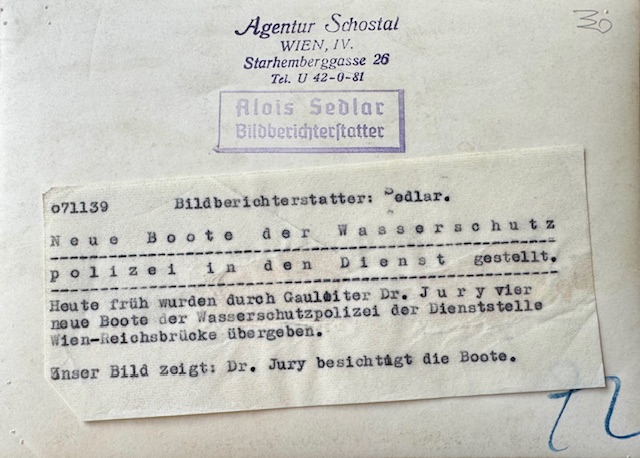 Agentur Schostal
WIEN, IV.
Starhemberggasse 26
Tel. U 42-0-81
Alois Sedlar
Bildberichterstatter
o71139 Bildberichterstatter: Sedlar.
Neue Boote der Wasserschutz
polizei in den Dienst gestellt.
Heute früh wurden durch Gauleiter Dr. Jury vier
neue Boote der Wasserschutzpolizei der Dienststelle
Wien-Reichsbrücke übergeben.
Unser Bild zeigt: Dr. Jury besichtigt die Boote.